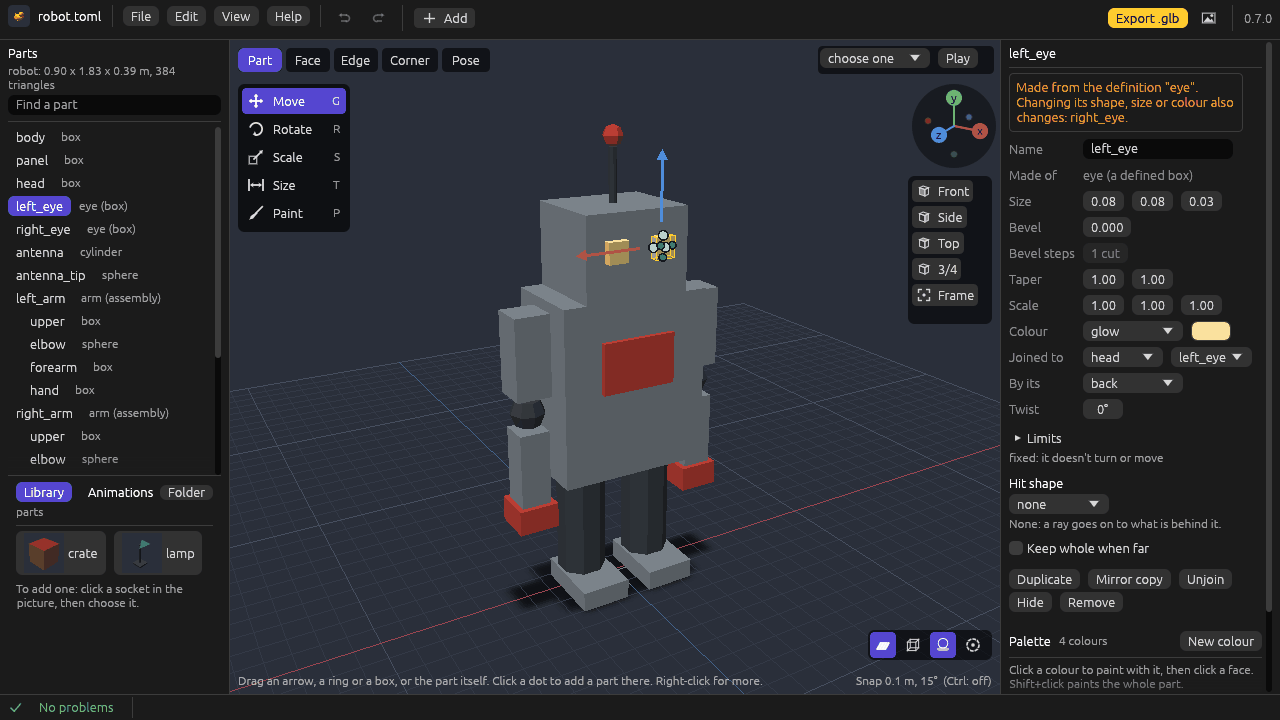 robot.toml
File
Edit
View
Help
Add
Export .glb
0.7.0
Parts
robot: 0.90 x 1.83 x 0.39 m, 384
triangles
Find a part
body box
panel box
head box
left_eye eye (box)
right_eye eye (box)
antenna cylinder
antenna_tip sphere
left_arm arm (assembly)
upper box
elbow sphere
forearm box
hand box
right_arm arm (assembly)
upper box
elbow sphere
Library
Animations
Folder
parts
crate
lamp
To add one: click a socket in the
picture, then choose it.
Part
Face
Edge
Corner
Pose
Move G
Rotate R
Scale S
Size T
Paint P
choose one
Play
y
x
z
Front
Side
Top
3/4
Frame
Drag an arrow, a ring or a box, or the part itself. Click a dot to add a part there. Right-click for more.
Snap 0.1 m, 15° (Ctrl: off)
left_eye
Made from the definition "eye".
Changing its shape, size or colour also
changes: right_eye.
Name left_eye
Made of eye (a defined box)
Size 0.08 0.08 0.03
Bevel 0.000
Bevel steps 1 cut
Taper 1.00 1.00
Scale 1.00 1.00 1.00
Colour glow
Joined to head left_eye
By its back
Twist 0°
Limits
fixed: it doesn't turn or move
Hit shape
none
None: a ray goes on to what is behind it.
Keep whole when far
Duplicate
Mirror copy
Unjoin
Hide
Remove
Palette 4 colours
New colour
Click a colour to paint with it, then click a face.
Shift+click paints the whole part.
No problems